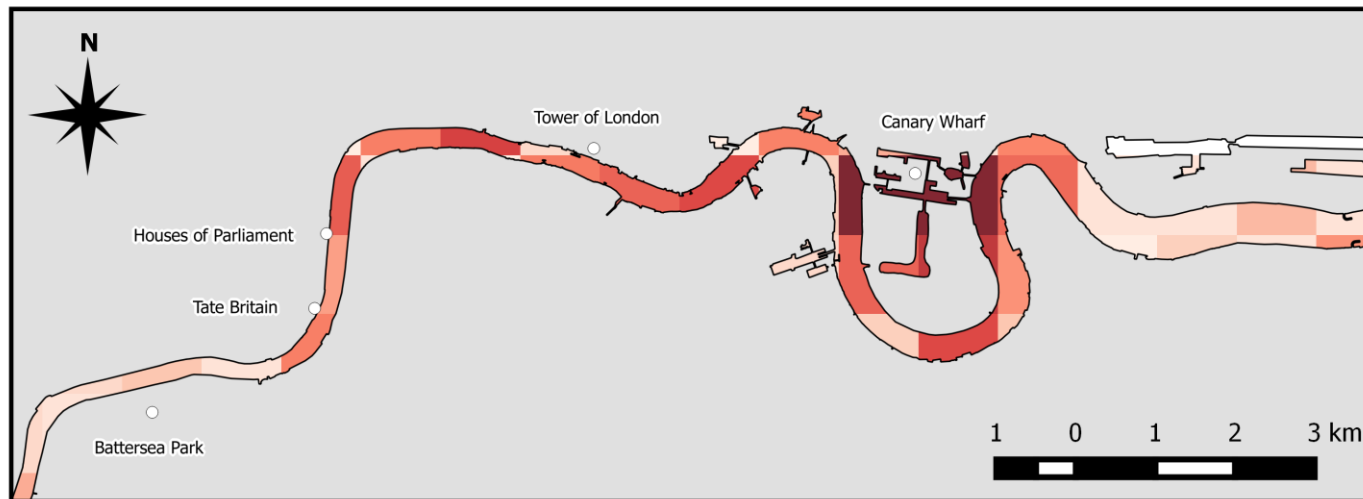 N
Tower of London
Canary Wharf
Houses of Parliament
Tate Britain
Battersea Park
1 0 1 2 3 km